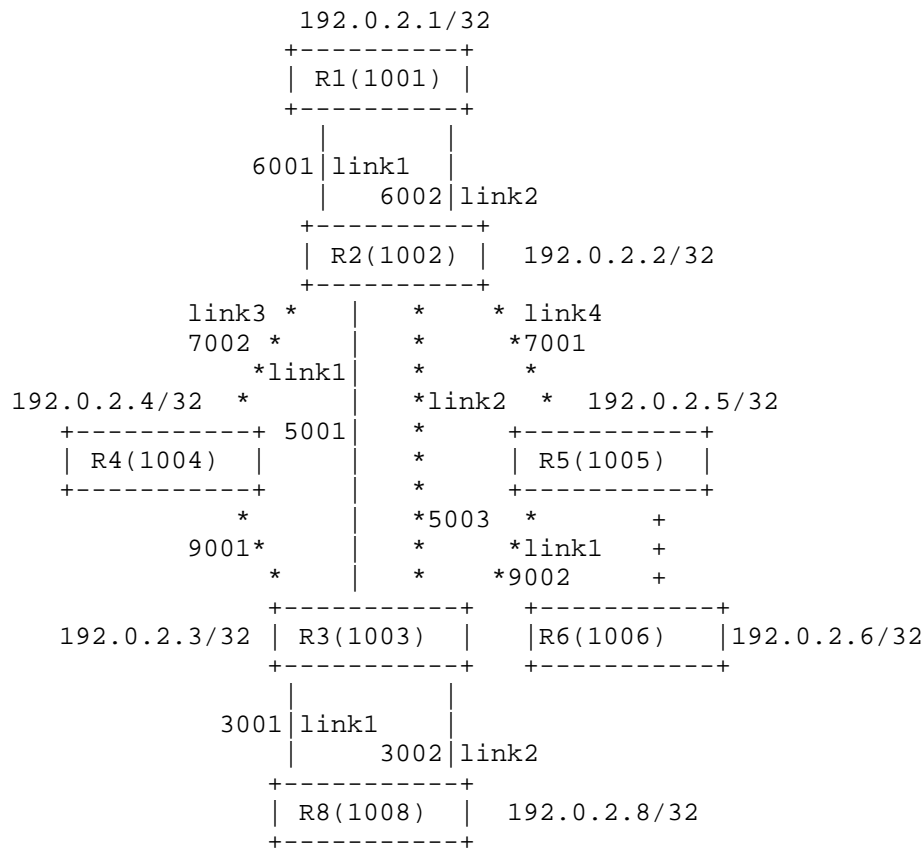 192.0.2.1/32
+----------+
| R1(1001) |
+----------+
|        |
6001|link1  |
|   6002|link2
+----------+
| R2(1002) |  192.0.2.2/32
+----------+
link3 *   |   *    * link4
7002 *    |   *     *7001
*link1|   *      *
192.0.2.4/32  *      |   *link2  *  192.0.2.5/32
+-----------+ 5001|   *     +-----------+
| R4(1004)  |     |   *     | R5(1005)  |
+-----------+     |   *     +-----------+
*      |   *5003  *       +
9001*     |   *     *link1  +
*    |   *    *9002     +
+-----------+   +-----------+
192.0.2.3/32 | R3(1003)  |   |R6(1006)   |192.0.2.6/32
+-----------+   +-----------+
|         |
3001|link1    |
|    3002|link2
+-----------+
| R8(1008)  |  192.0.2.8/32
+-----------+